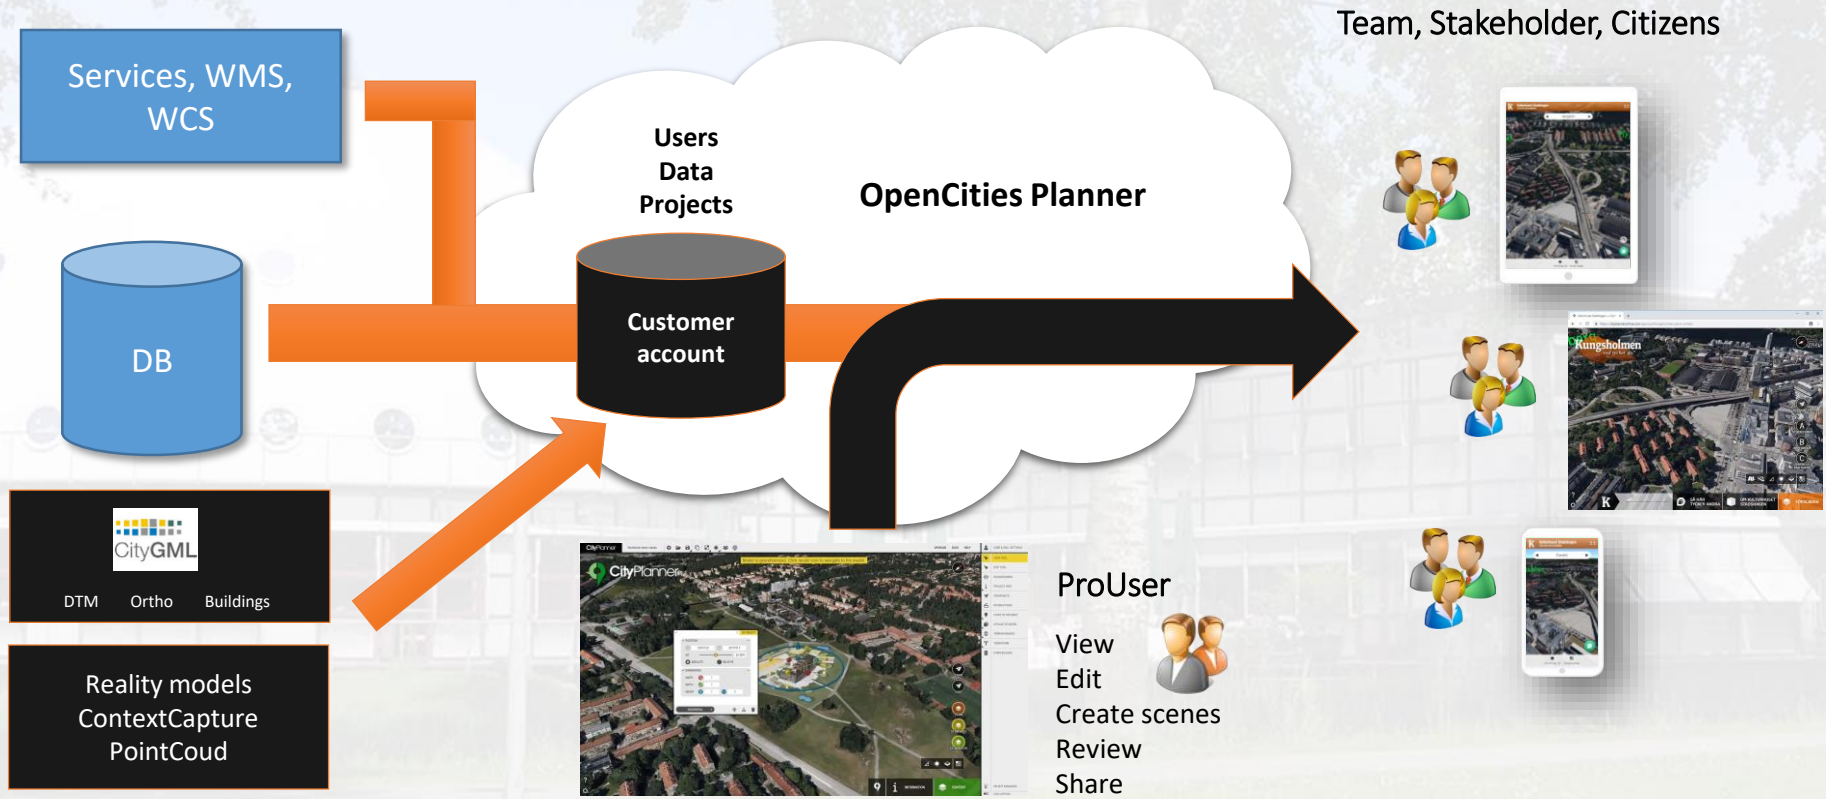 Team, Stakeholder, Citizens
Services, WMS,
WCS
Users
Data
Projects
OpenCities Planner
Customer
account
DB
CityGML
DTM Ortho Buildings
Reality models
ContextCapture
PointCoud
CityPlanner
CityPlanner
ProUser
View
Edit
Create scenes
Review
Share
Kungsholmen
A
B
C
K